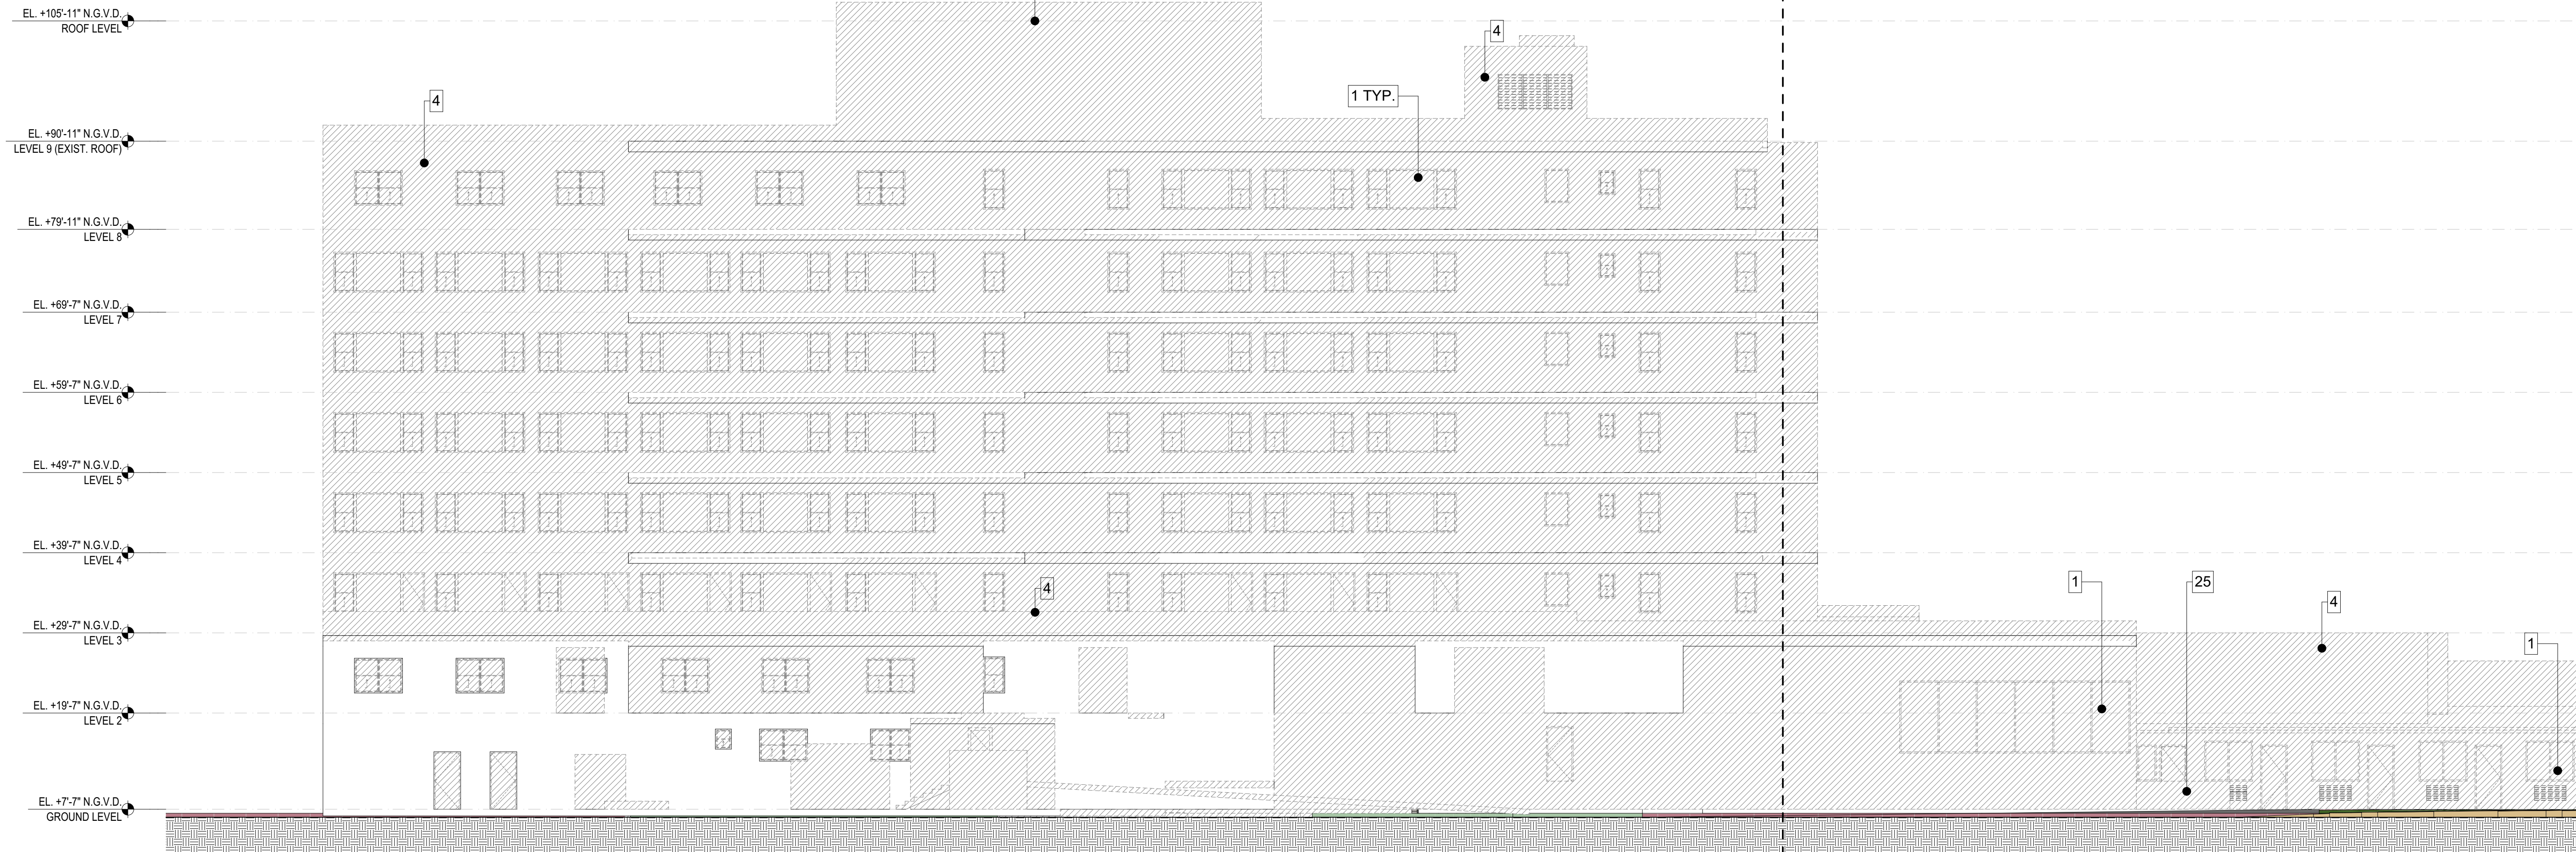 EL. +105'-11" N.G.V.D.
ROOF LEVEL
4
4
1 TYP.
EL. +90'-11" N.G.V.D.
LEVEL 9 (EXIST. ROOF)
EL. +79'-11" N.G.V.D.
LEVEL 8
EL. +69'-7" N.G.V.D.
LEVEL 7
EL. +59'-7" N.G.V.D.
LEVEL 6
EL. +49'-7" N.G.V.D.
LEVEL 5
EL. +39'-7" N.G.V.D.
LEVEL 4
4
1
25
4
EL. +29'-7" N.G.V.D.
LEVEL 3
1
EL. +19'-7" N.G.V.D.
LEVEL 2
EL. +7'-7" N.G.V.D.
GROUND LEVEL